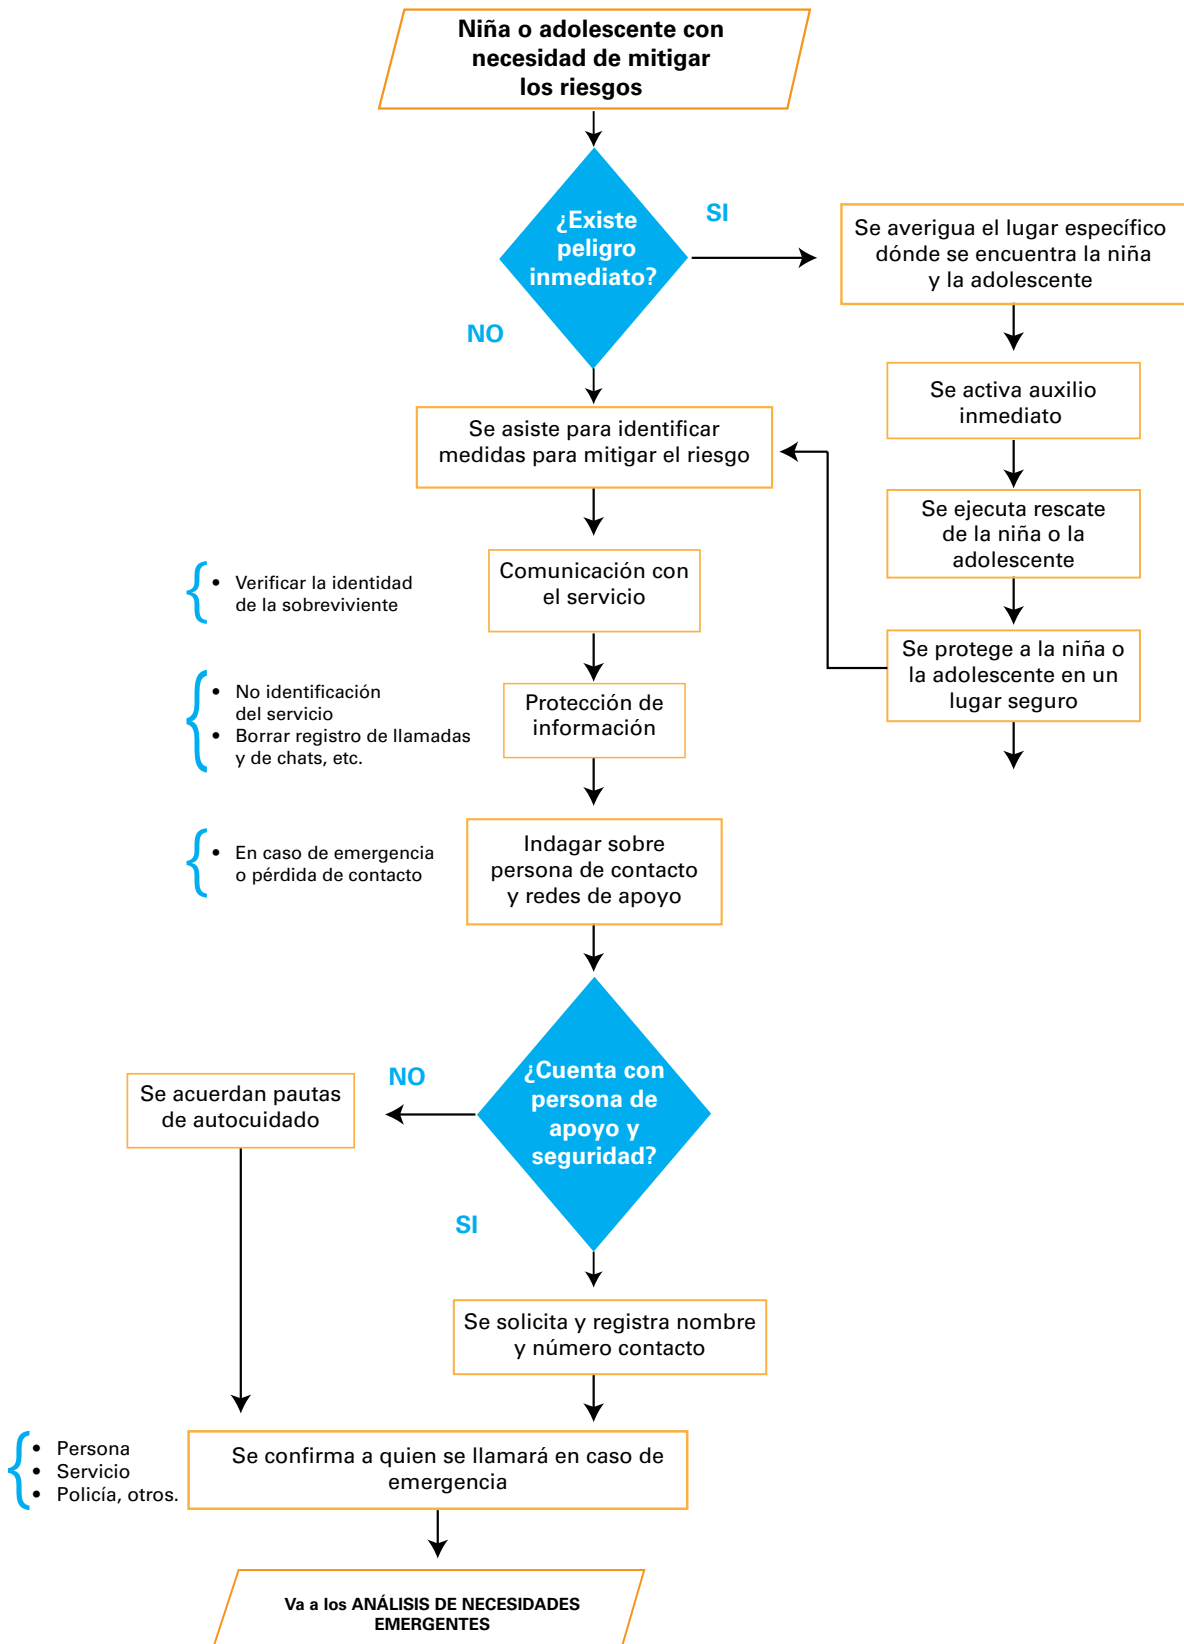 Niña o adolescente con
necesidad de mitigar
los riesgos
¿Existe
peligro
inmediato?
SI
NO
Se averigua el lugar específico
dónde se encuentra la niña
y la adolescente
Se activa auxilio
inmediato
Se ejecuta rescate
de la niña o la
adolescente
Se protege a la niña o
la adolescente en un
lugar seguro
Se asiste para identificar
medidas para mitigar el riesgo
• Verificar la identidad
de la sobreviviente
Comunicación con
el servicio
• No identificación
del servicio
• Borrar registro de llamadas
y de chats, etc.
Protección de
información
• En caso de emergencia
o pérdida de contacto
Indagar sobre
persona de contacto
y redes de apoyo
¿Cuenta con
persona de
apoyo y
seguridad?
NO
Se acuerdan pautas
de autocuidado
SI
Se solicita y registra nombre
y número contacto
• Persona
• Servicio
• Policía, otros.
Se confirma a quien se llamará en caso de
emergencia
Va a los ANÁLISIS DE NECESIDADES
EMERGENTES